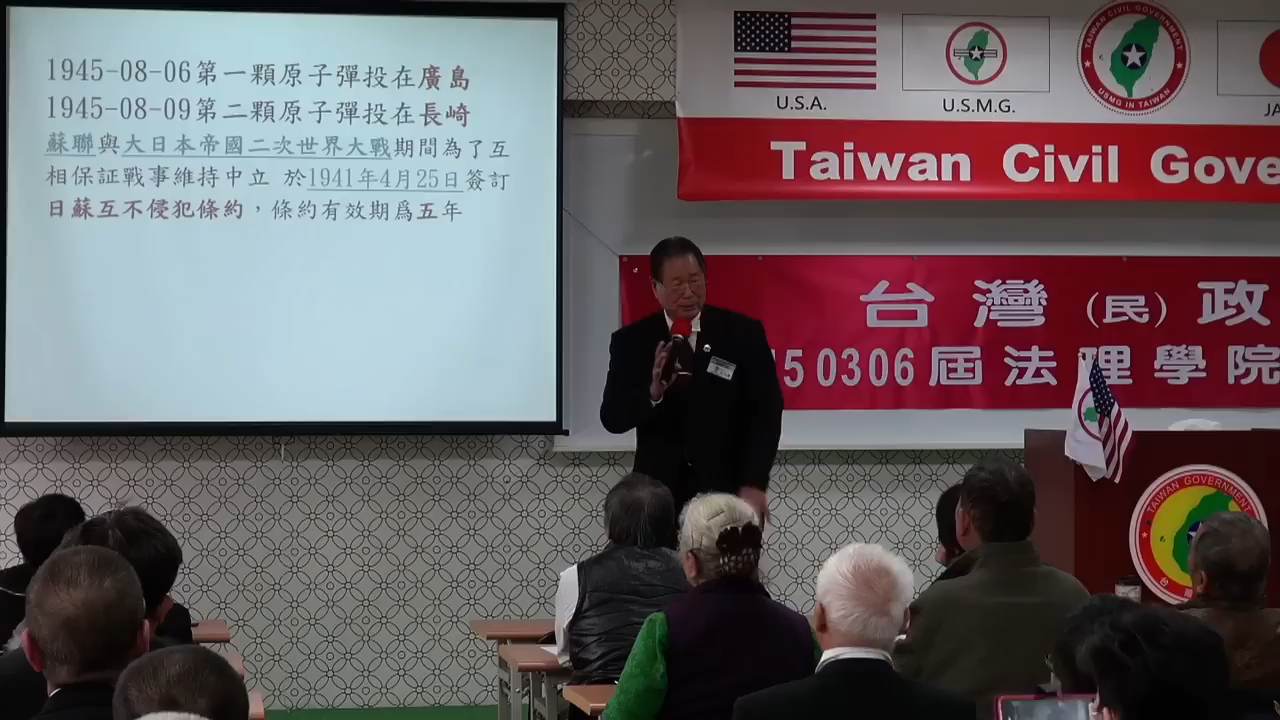 1945-08-06第一顆原子彈投在廣島
1945-08-09第二顆原子彈投在長崎
蘇聯與大日本帝國二次世界大戰期間為了互
相保証戰事維持中立 於1941年4月25日簽訂
日蘇互不侵犯條約，條約有效期爲五年
U.S.A.
U.S.M.G.
TAIWAN CIVIL GOVERNMENT
USMG IN TAIWAN
JA
Taiwan Civil Gove
台灣(民)政
50306屆法理學院
TAIWAN GOVERNMENT
台